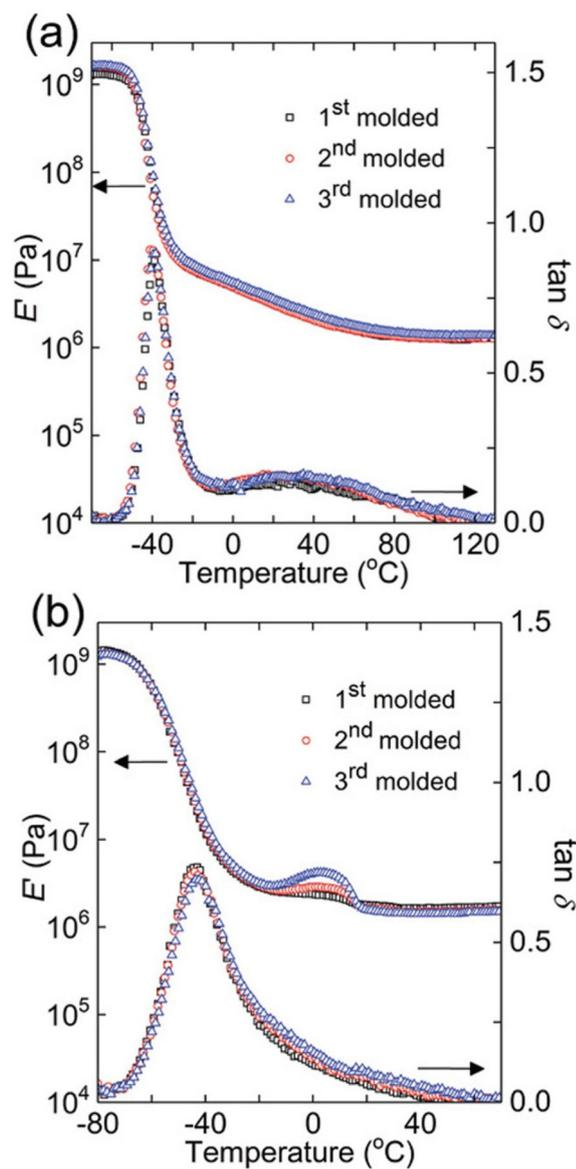 (a)
10⁹
10⁸
10⁷
10⁶
10⁵
10⁴
E' (Pa)
1st molded
2nd molded
3rd molded
1.5
1.0
0.5
0.0
tan δ
-40 0 40 80 120
Temperature (°C)
(b)
10⁹
10⁸
10⁷
10⁶
10⁵
10⁴
E' (Pa)
1st molded
2nd molded
3rd molded
1.5
1.0
0.5
0.0
tan δ
-80 -40 0 40
Temperature (°C)